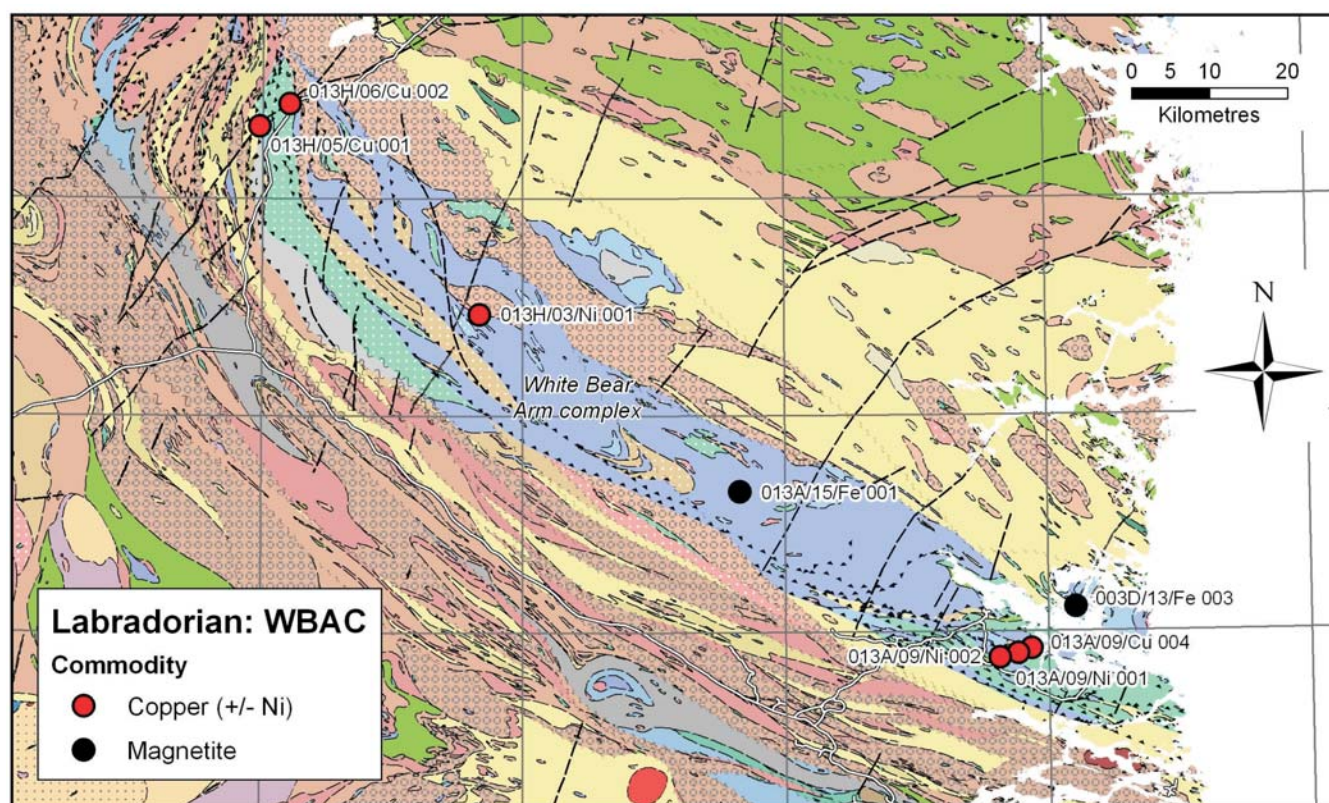 013H/06/Cu 002
013H/05/Cu 001
0 5 10 20
Kilometres
N
013H/03/Ni 001
White Bear
Arm complex
013A/15/Fe 001
003D/13/Fe 003
013A/09/Cu 004
013A/09/Ni 002
013A/09/Ni 001
Labradorian: WBAC
Commodity
Copper (+/- Ni)
Magnetite